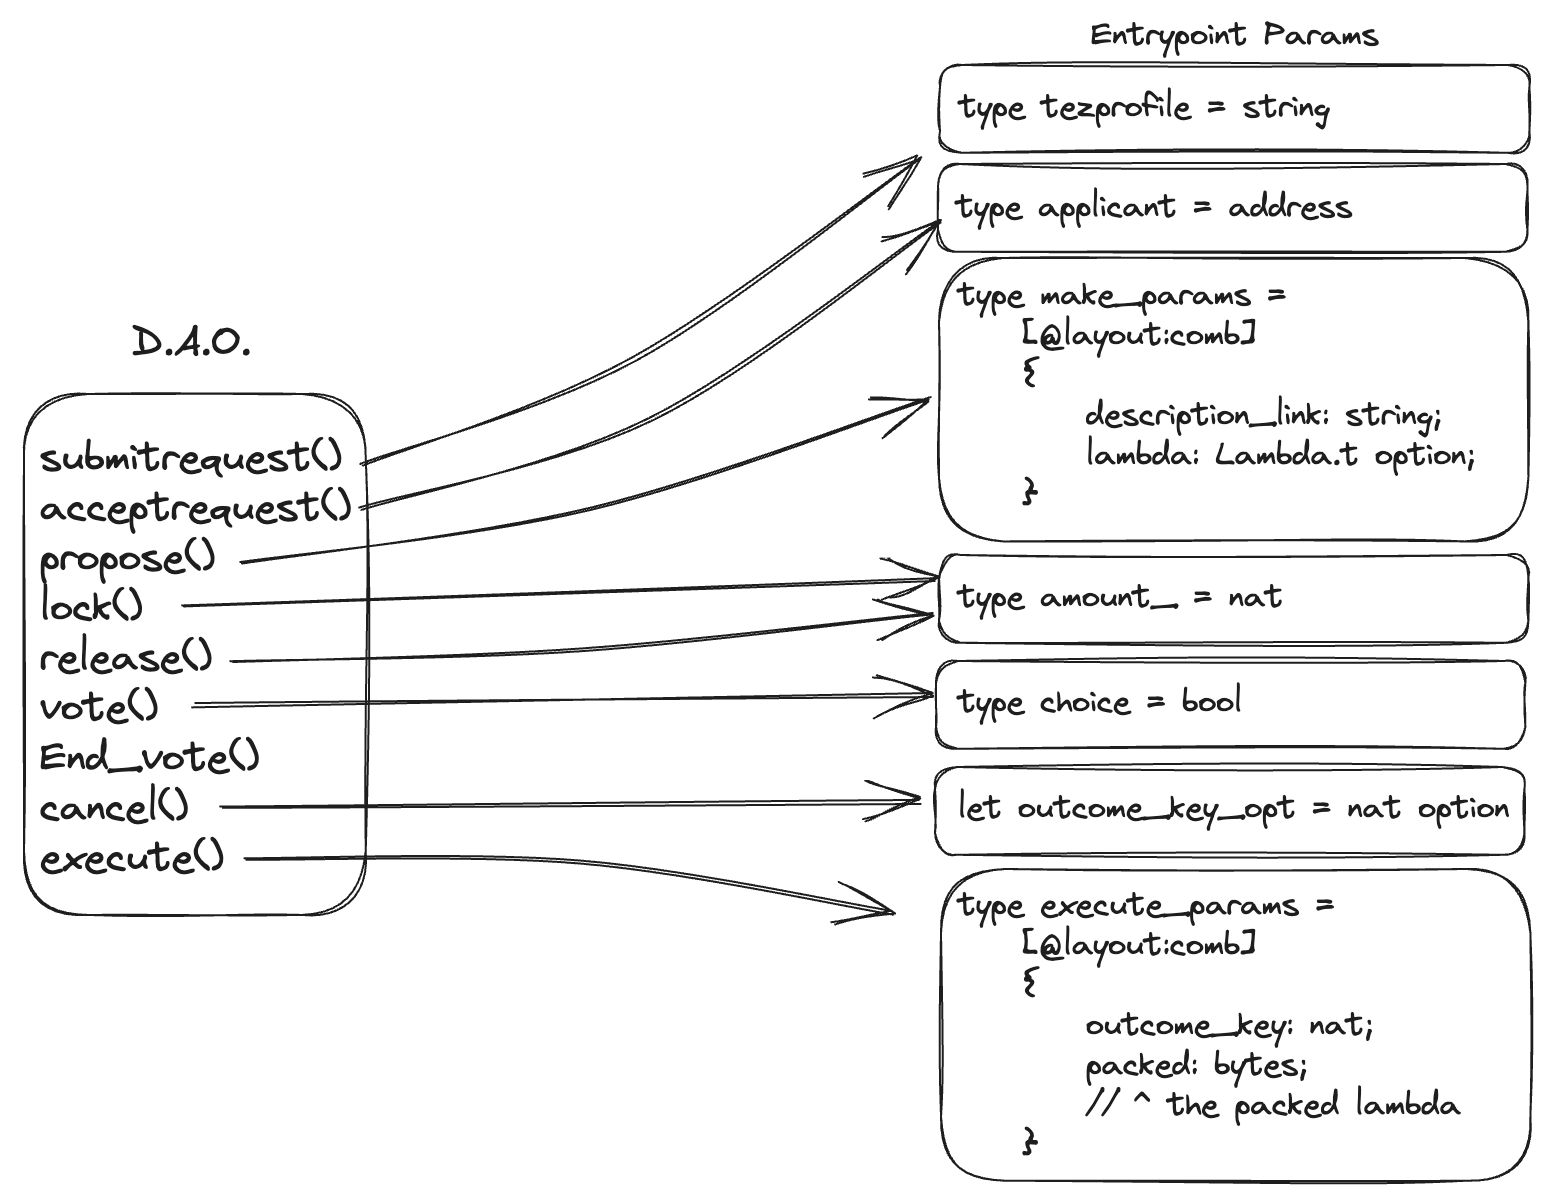 Entrypoint Params
type tezprofile = string
type applicant = address
type make_params =
[@layout:comb]
{
description_link: string;
lambda: Lambda.t option;
}
type amount_ = nat
type choice = bool
let outcome_key_opt = nat option
type execute_params =
[@layout:comb]
{
outcome_key: nat;
packed: bytes;
// ^ the packed lambda
}
D.A.O.
submitrequest()
acceptrequest()
propose()
lock()
release()
vote()
End_vote()
cancel()
execute()